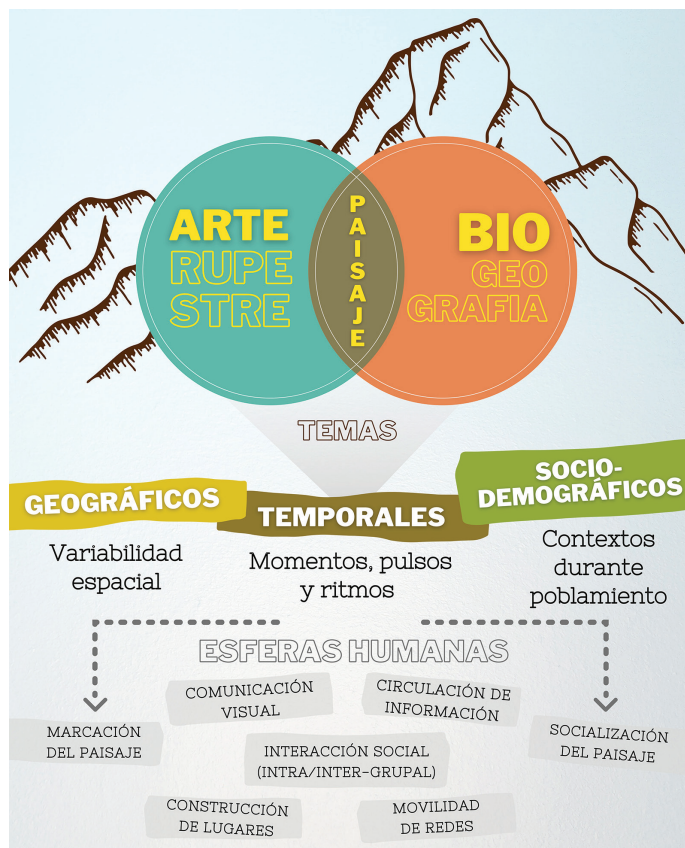 ARTE
RUPE
STRE
PAISAJE
BIO
GEO
GRAFIA
TEMAS
GEOGRÁFICOS
Variabilidad
espacial
TEMPORALES
Momentos, pulsos
y ritmos
SOCIO-
DEMOGRÁFICOS
Contextos
durante
poblamiento
ESFERAS HUMANAS
COMUNICACIÓN
VISUAL
CIRCULACIÓN DE
INFORMACIÓN
MARCACIÓN
DEL PAISAJE
INTERACCIÓN SOCIAL
(INTRA/INTER-GRUPAL)
SOCIALIZACIÓN
DEL PAISAJE
CONSTRUCCIÓN
DE LUGARES
MOVILIDAD
DE REDES